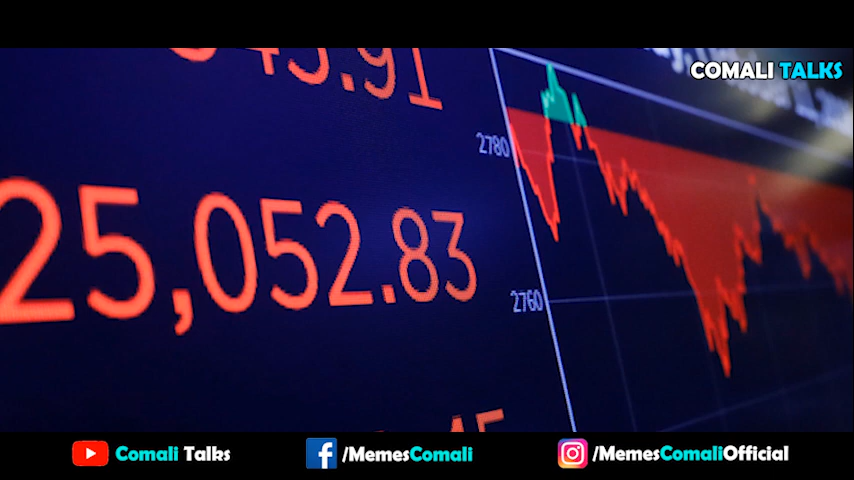 COMALI TALKS
25,052.83
2780
2760
Comali Talks
/MemesComali
/MemesComaliOfficial